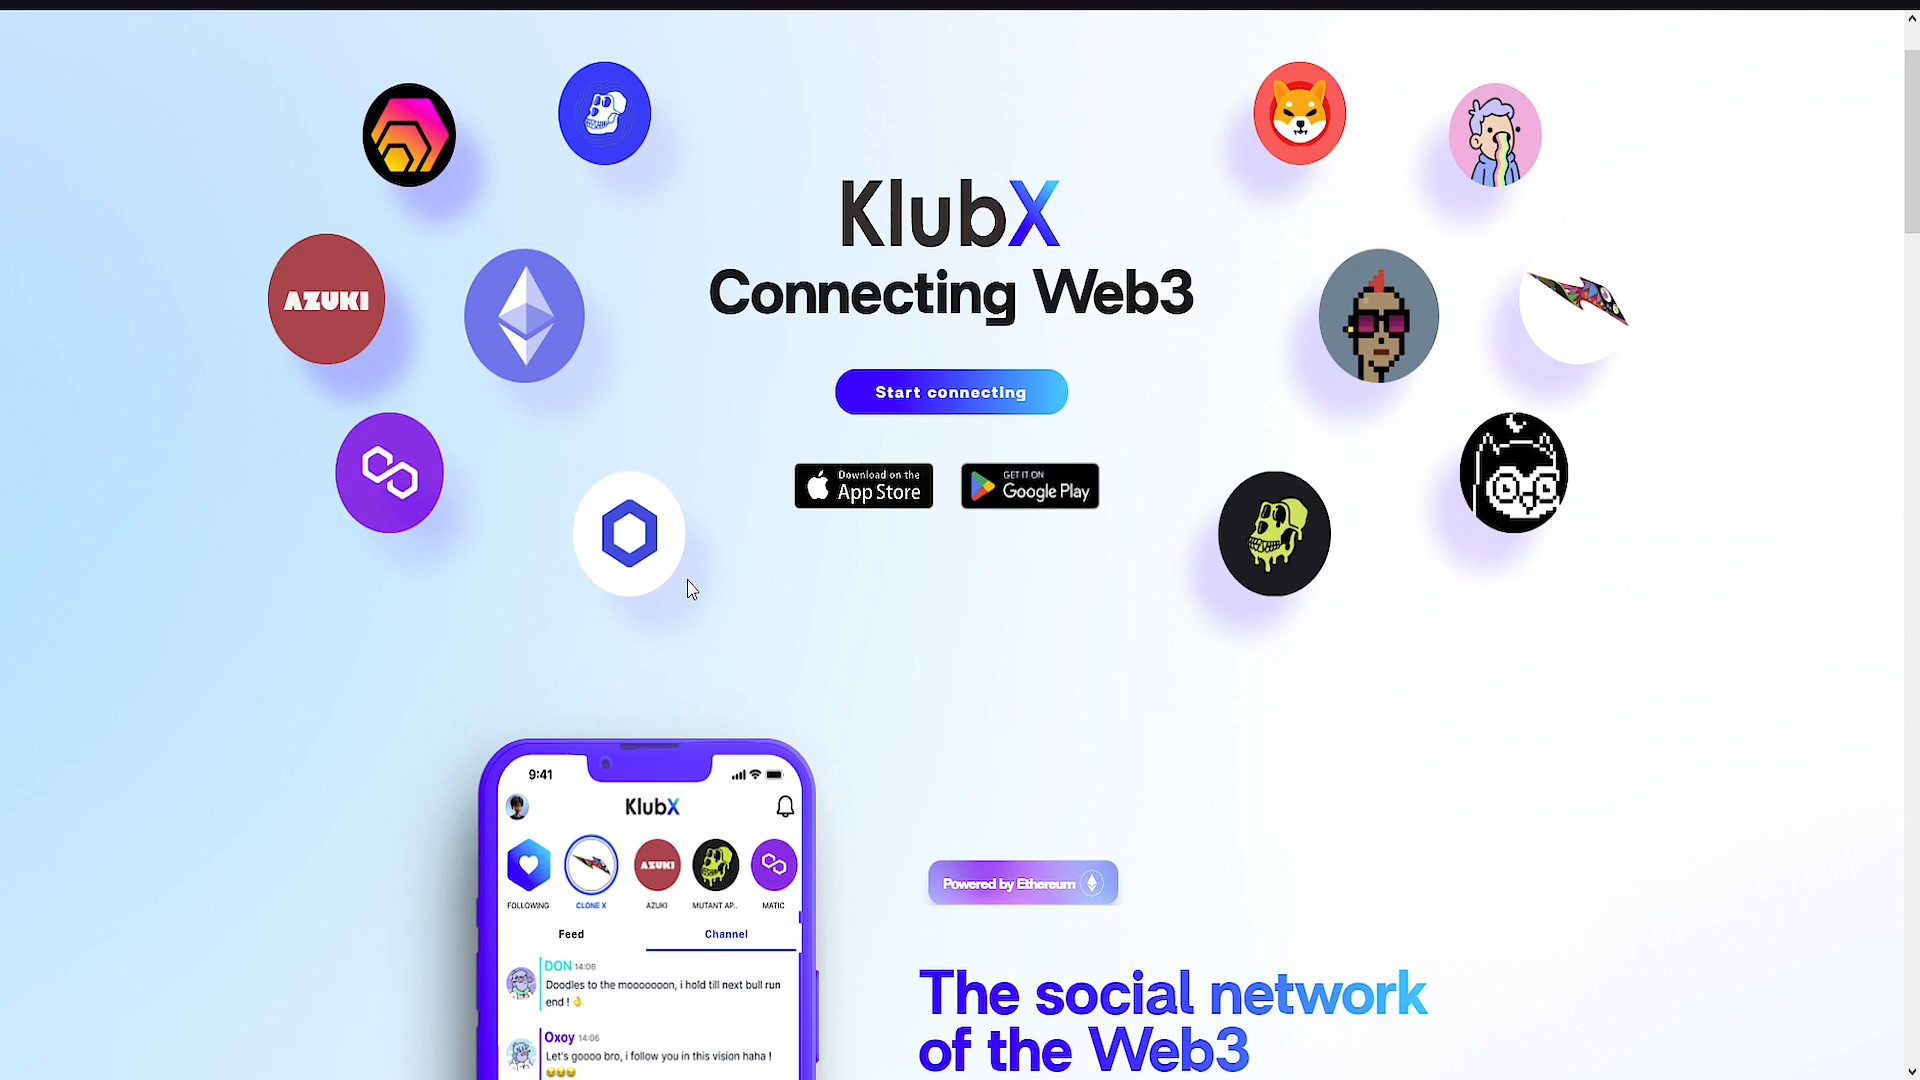 KlubX
Connecting Web3
AZUKI
Start connecting
Download on the
App Store
GET IT ON
Google Play
9:41
KlubX
AZUKI
FOLLOWING
CLONE X
AZUKI
MUTANT AP..
MATIC
Feed
Channel
DON 14:06
Doodles to the mooooooon, i hold till next bull run
end ! 👌
Oxoy 14:06
Let's goooo bro, i follow you in this vision haha !
😂😂😂
Powered by Ethereum
The social network
of the Web3